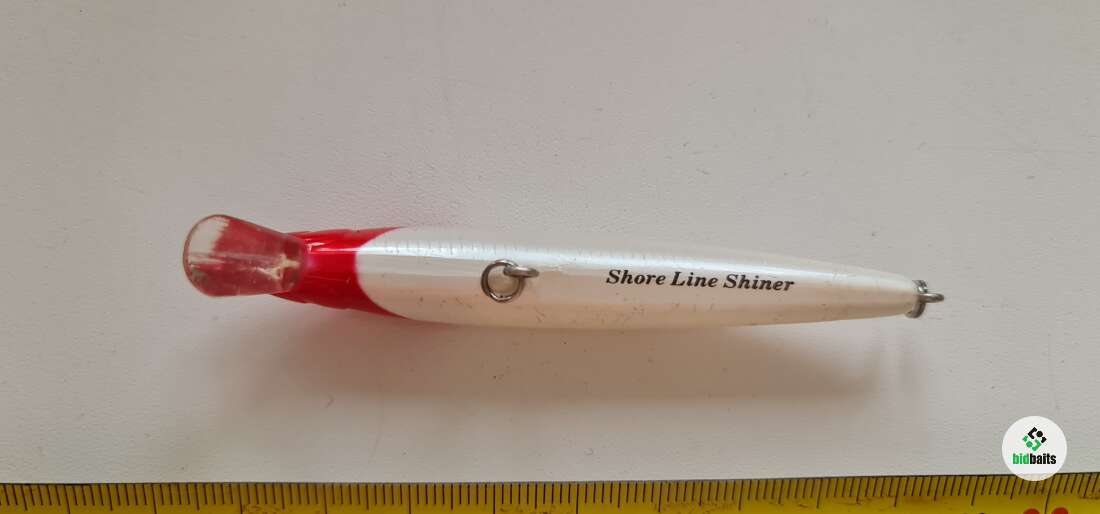 Shore Line Shiner
bidbaits